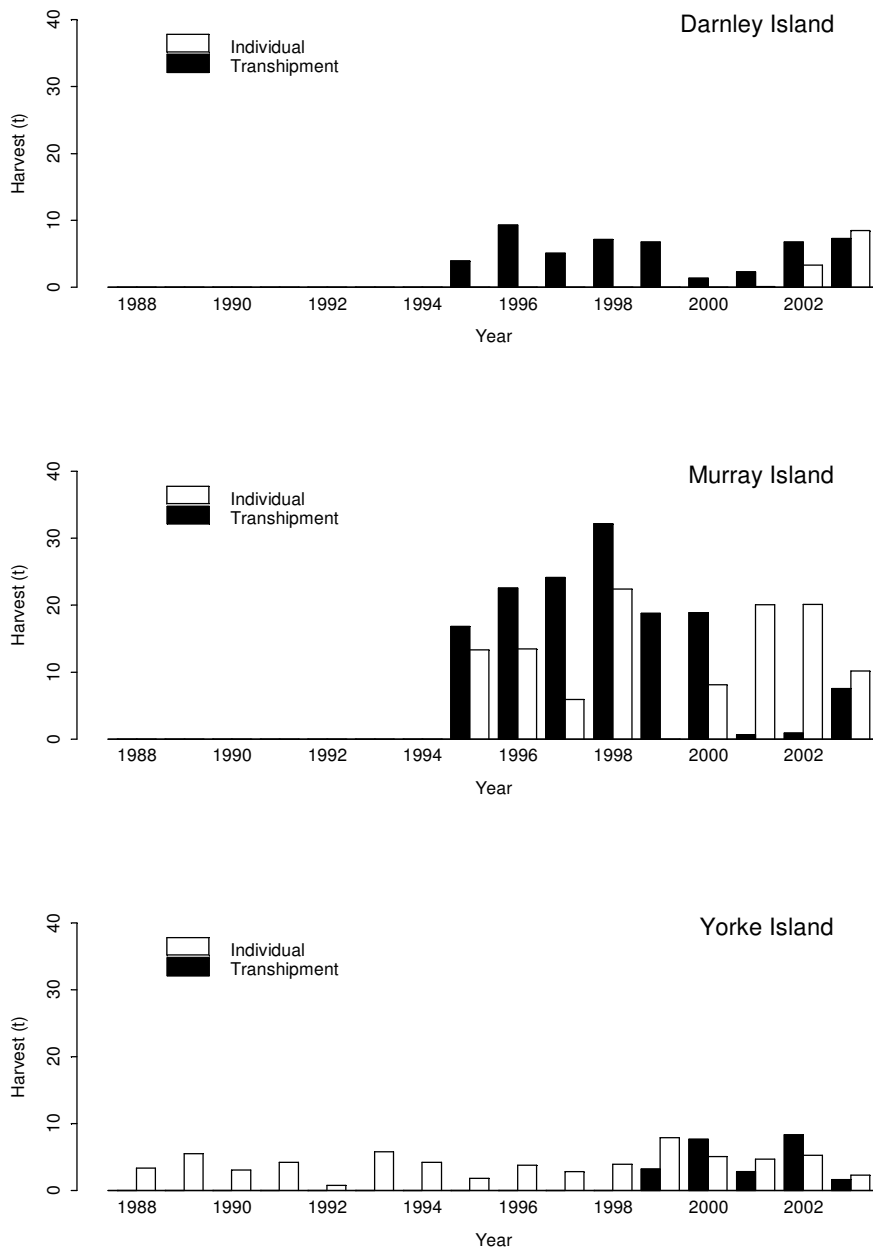 Darnley Island
Individual
Transhipment
Harvest (t)
0 10 20 30 40
1988 1990 1992 1994 1996 1998 2000 2002
Year
Murray Island
Individual
Transhipment
Harvest (t)
0 10 20 30 40
1988 1990 1992 1994 1996 1998 2000 2002
Year
Yorke Island
Individual
Transhipment
Harvest (t)
0 10 20 30 40
1988 1990 1992 1994 1996 1998 2000 2002
Year